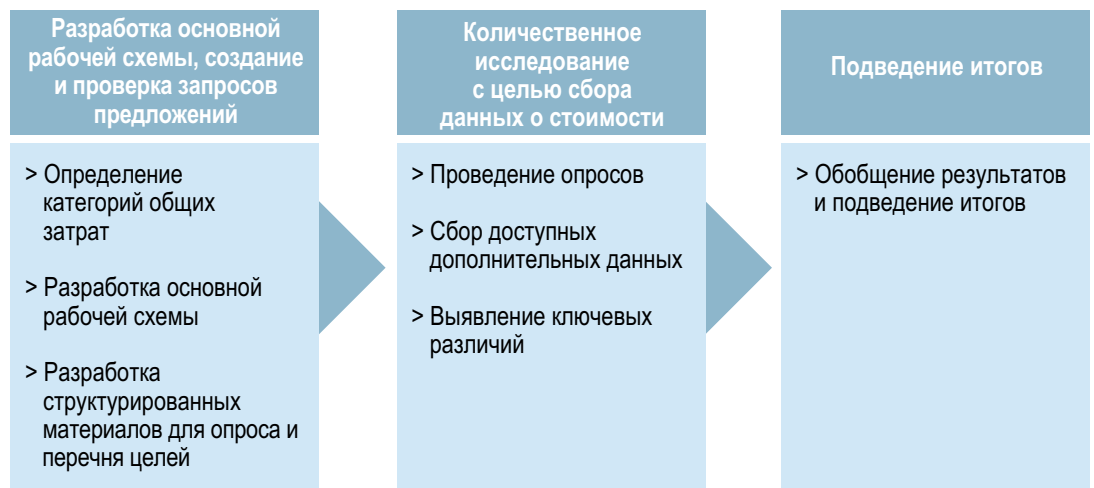 Разработка основной
рабочей схемы, создание
и проверка запросов
предложений
> Определение
категорий общих
затрат
> Разработка основной
рабочей схемы
> Разработка
структурированных
материалов для опроса и
перечня целей
Количественное
исследование
с целью сбора
данных о стоимости
> Проведение опросов
> Сбор доступных
дополнительных данных
> Выявление ключевых
различий
Подведение итогов
> Обобщение результатов
и подведение итогов